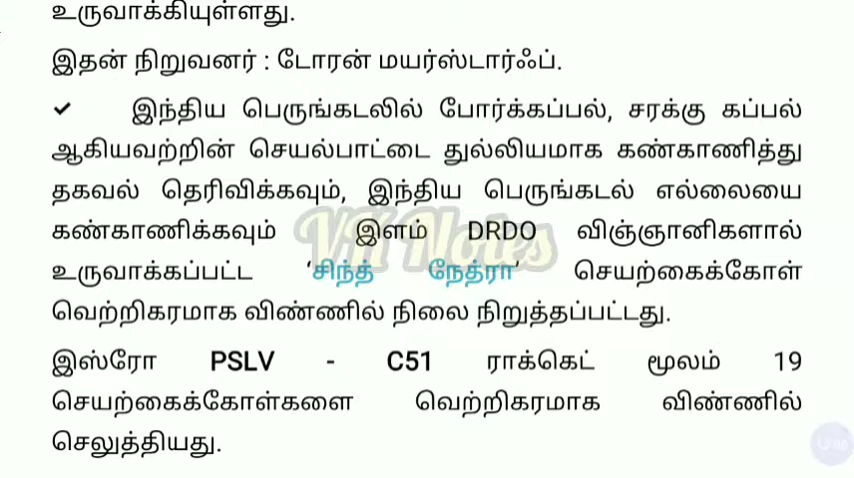 உருவாக்கியுள்ளது.
இதன் நிறுவனர் : டோரன் மயர்ஸ்டார்ஃப்.
✓ இந்திய பெருங்கடலில் போர்க்கப்பல், சரக்கு கப்பல்
ஆகியவற்றின் செயல்பாட்டை துல்லியமாக கண்காணித்து
தகவல் தெரிவிக்கவும், இந்திய பெருங்கடல் எல்லையை
கண்காணிக்கவும் இளம் DRDO விஞ்ஞானிகளால்
VK Notes
உருவாக்கப்பட்ட ‘சிந்த் நேத்ரா’ செயற்கைக்கோள்
வெற்றிகரமாக விண்ணில் நிலை நிறுத்தப்பட்டது.
இஸ்ரோ PSLV - C51 ராக்கெட் மூலம் 19
செயற்கைக்கோள்களை வெற்றிகரமாக விண்ணில்
செலுத்தியது.